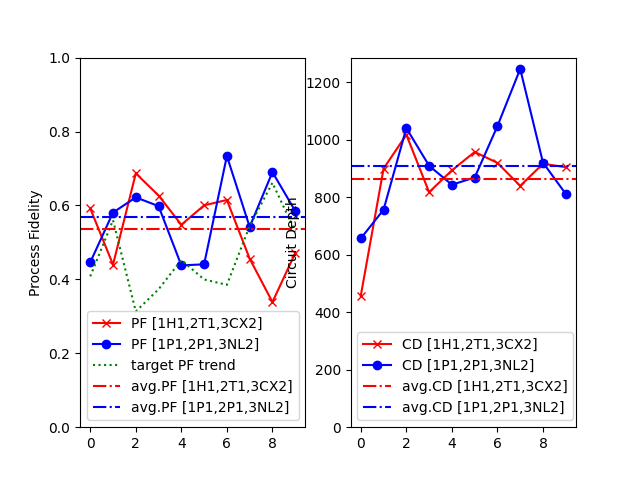 1.0
0.8
0.6
0.4
0.2
0.0
Process Fidelity
0 2 4 6 8
PF [1H1,2T1,3CX2]
PF [1P1,2P1,3NL2]
target PF trend
avg.PF [1H1,2T1,3CX2]
avg.PF [1P1,2P1,3NL2]
1200
1000
800
600
400
200
0
Circuit Depth
0 2 4 6 8
CD [1H1,2T1,3CX2]
CD [1P1,2P1,3NL2]
avg.CD [1H1,2T1,3CX2]
avg.CD [1P1,2P1,3NL2]